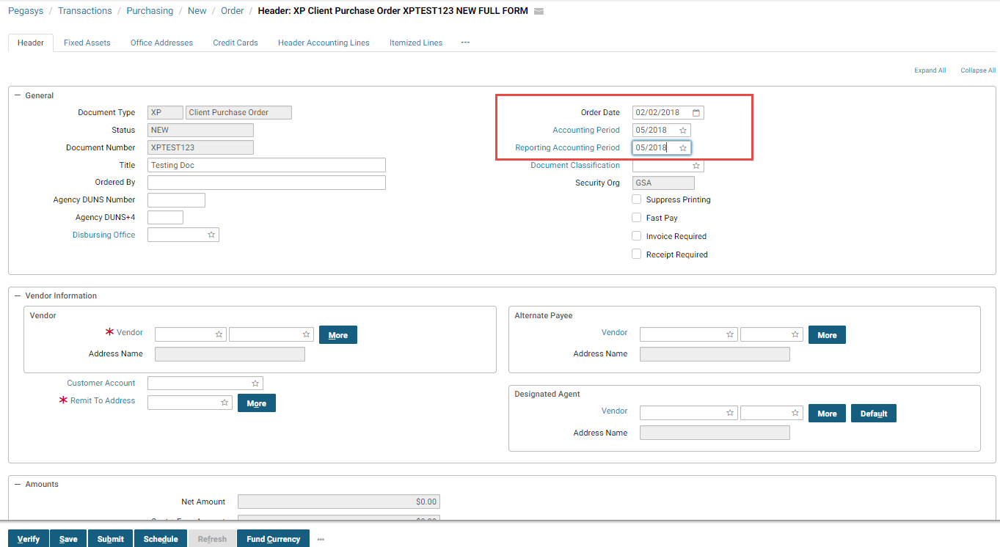 Pegasys / Transactions / Purchasing / New / Order / Header: XP Client Purchase Order XPTEST123 NEW FULL FORM
Header Fixed Assets Office Addresses Credit Cards Header Accounting Lines Itemized Lines ···
Expand All Collapse All
General
Document Type XP Client Purchase Order
Status NEW
Document Number XPTEST123
Title Testing Doc
Ordered By
Agency DUNS Number
Agency DUNS+4
Disbursing Office
Order Date 02/02/2018
Accounting Period 05/2018
Reporting Accounting Period 05/2018
Document Classification
Security Org GSA
Suppress Printing
Fast Pay
Invoice Required
Receipt Required
Vendor Information
Vendor
* Vendor More
Address Name
Customer Account
* Remit To Address More
Alternate Payee
Vendor More
Address Name
Designated Agent
Vendor More Default
Address Name
Amounts
Net Amount $0.00
Verify Save Submit Schedule Refresh Fund Currency ···